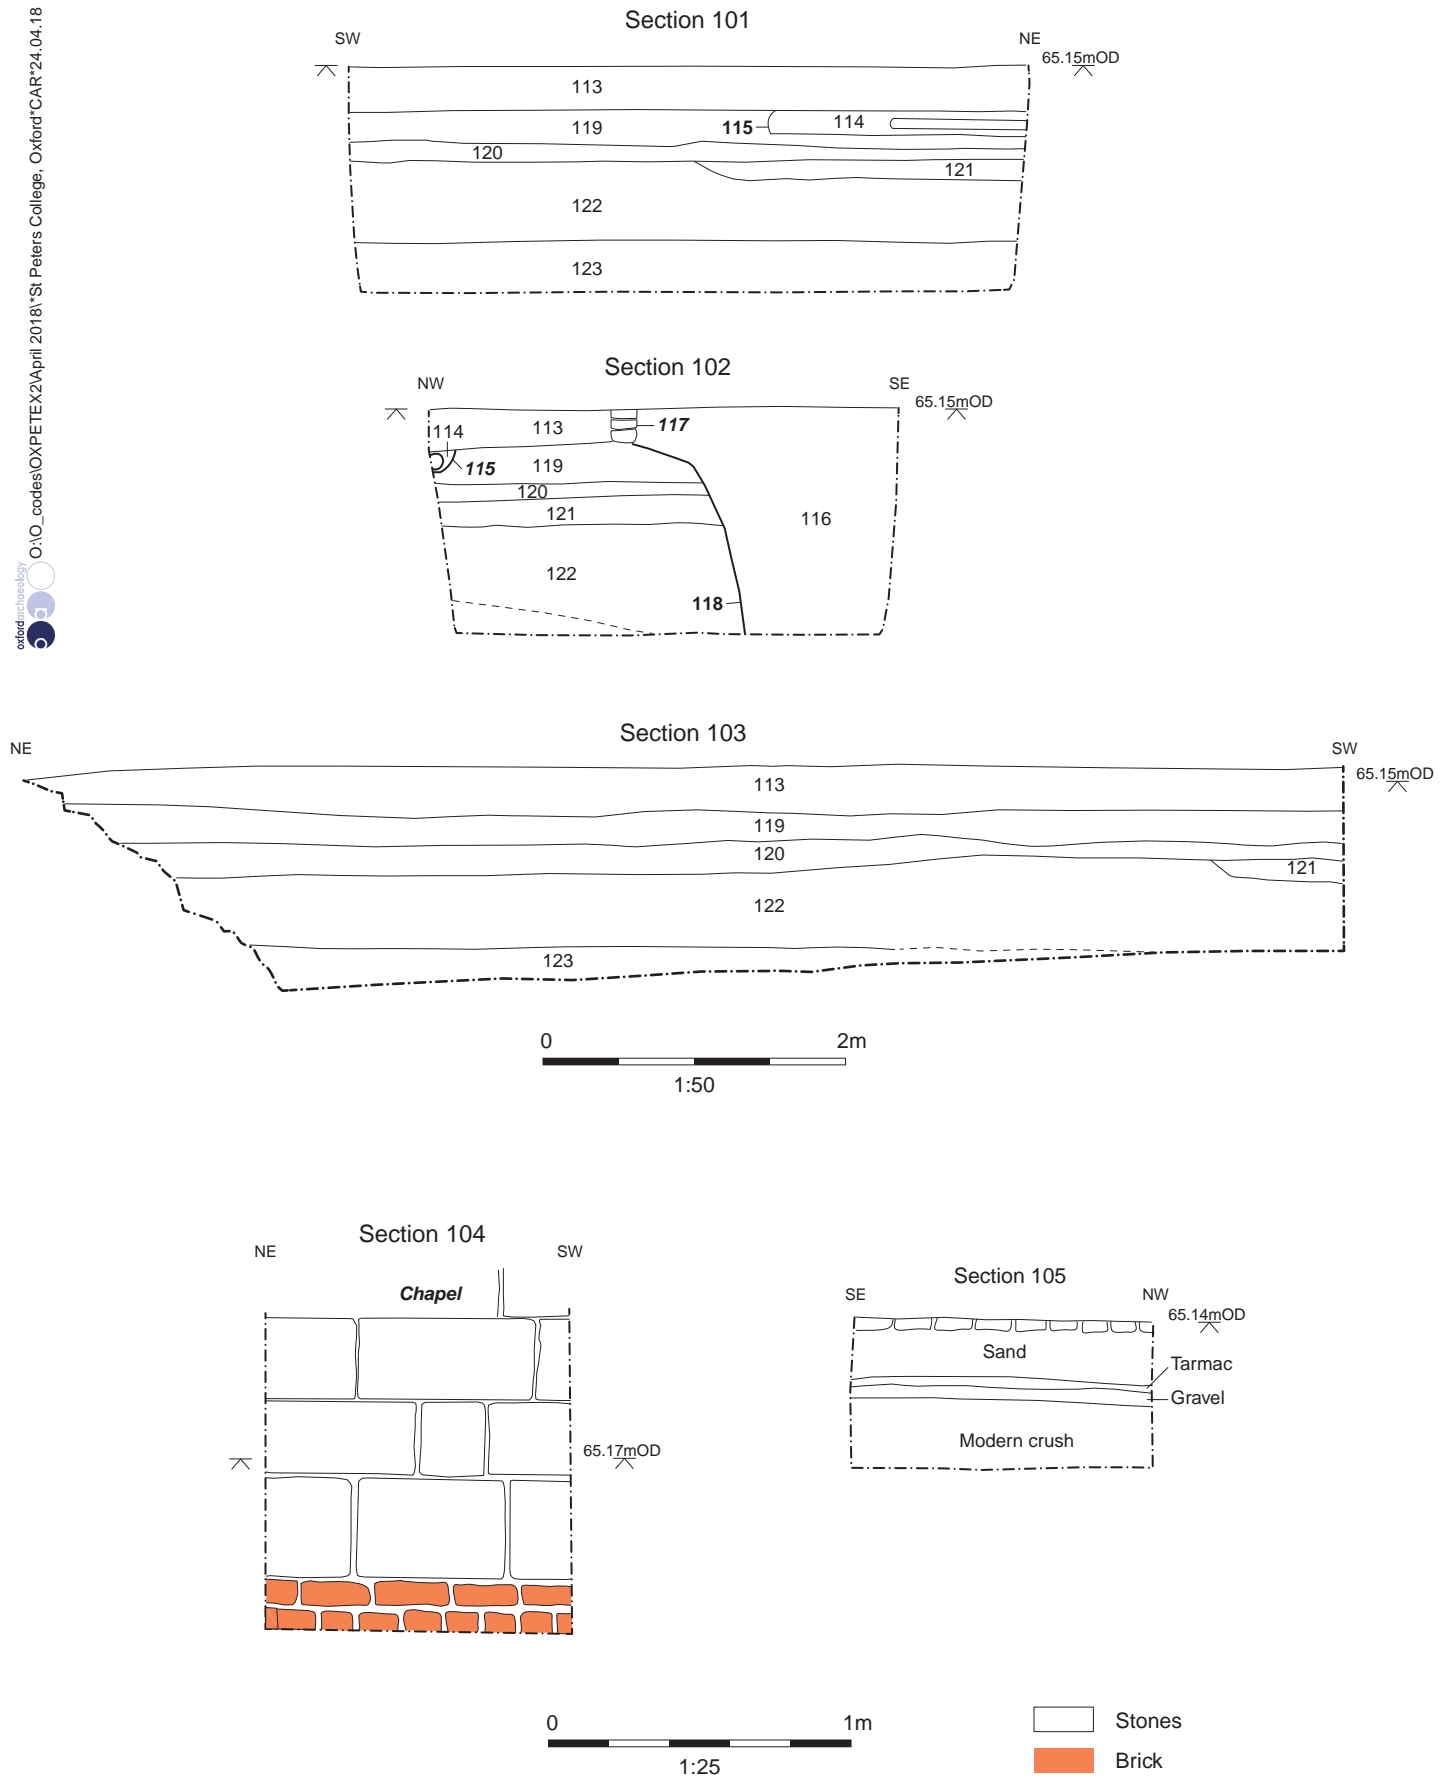 O:\O_codes\OXPETEX2\April 2018\*St Peters College, Oxford*CAR*24.04.18
oxfordarchaeology
Section 101
SW
NE
65.15mOD
113
119
115
114
120
121
122
123
Section 102
NW
SE
65.15mOD
114
113
117
115
119
120
121
116
122
118
Section 103
NE
SW
65.15mOD
113
119
120
121
122
123
0
2m
1:50
Section 104
NE
SW
Chapel
65.17mOD
Section 105
SE
NW
65.14mOD
Sand
Tarmac
Gravel
Modern crush
0
1m
1:25
Stones
Brick